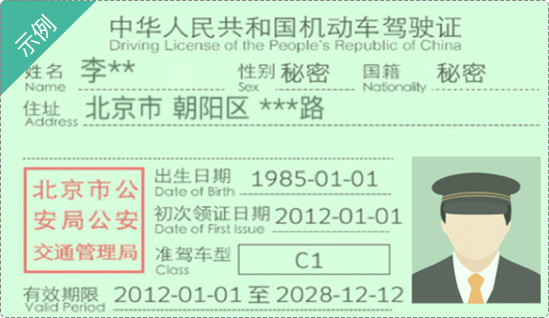 示例
中华人民共和国机动车驾驶证
Driving License of the People's Republic of China
姓名 李** 性别 秘密 国籍 秘密
Name Sex Nationality
住址 北京市 朝阳区 ***路
Address
出生日期 1985-01-01
Date of Birth
初次领证日期 2012-01-01
Date of First Issue
准驾车型 C1
Class
北京市公
安局公安
交通管理局
有效期限 2012-01-01 至 2028-12-12
Valid Period